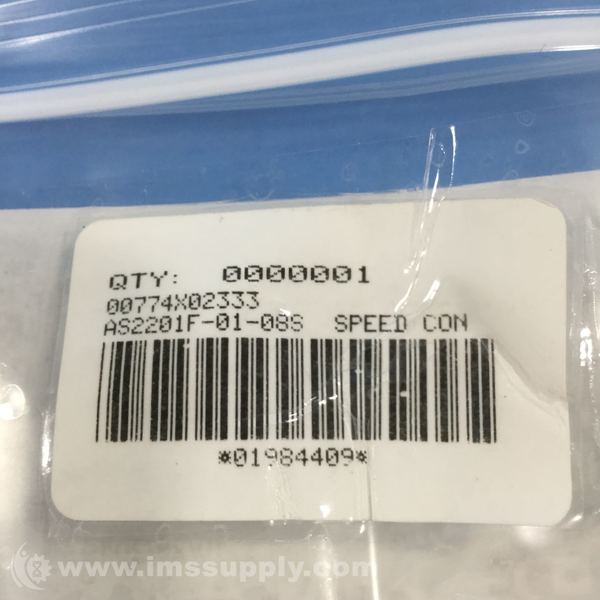 QTY: 0000001
00774X02333
AS2201F-01-08S SPEED CON
*01984409*
www.imssupply.com